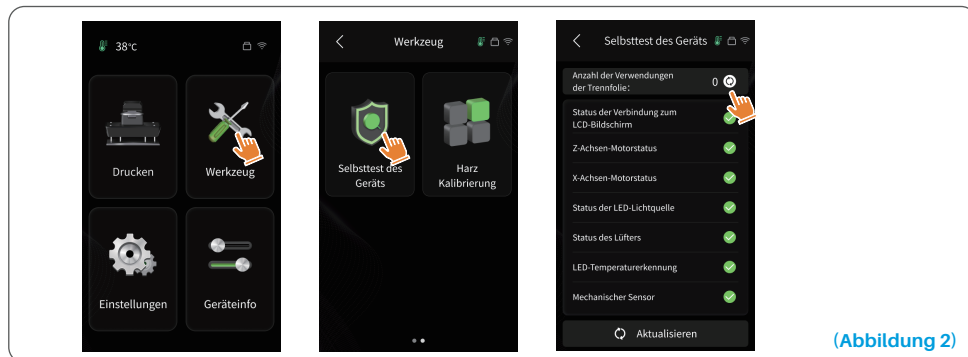 38°C
Drucken
Werkzeug
Einstellungen
Geräteinfo
Werkzeug
Selbsttest des
Geräts
Harz
Kalibrierung
Selbsttest des Geräts
Anzahl der Verwendungen
der Trennfolie:
0
Status der Verbindung zum
LCD-Bildschirm
Z-Achsen-Motorstatus
X-Achsen-Motorstatus
Status der LED-Lichtquelle
Status des Lüfters
LED-Temperaturerkennung
Mechanischer Sensor
Aktualisieren
(Abbildung 2)